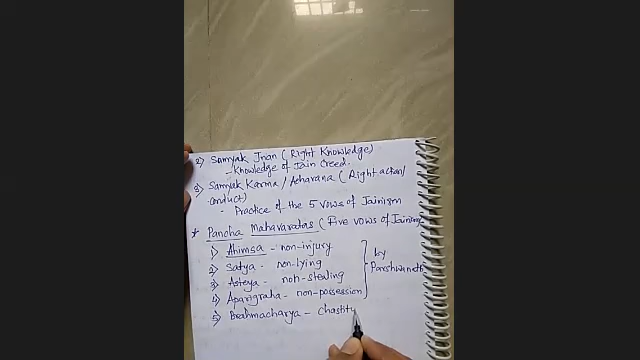 2) Samyak Jnan (Right Knowledge)
- Knowledge of Jain Creed.
3) Samyak Karma / Acharana (Right action/
conduct)
- Practice of the 5 vows of Jainism
* Pancha Mahavaratas (Five vows of Jainism)
1) Ahimsa - non-injury
2) Satya - non-lying
3) Asteya - non-stealing
4) Aparigraha - non-possession
by
Parshwanath
5) Brahmacharya - Chastity